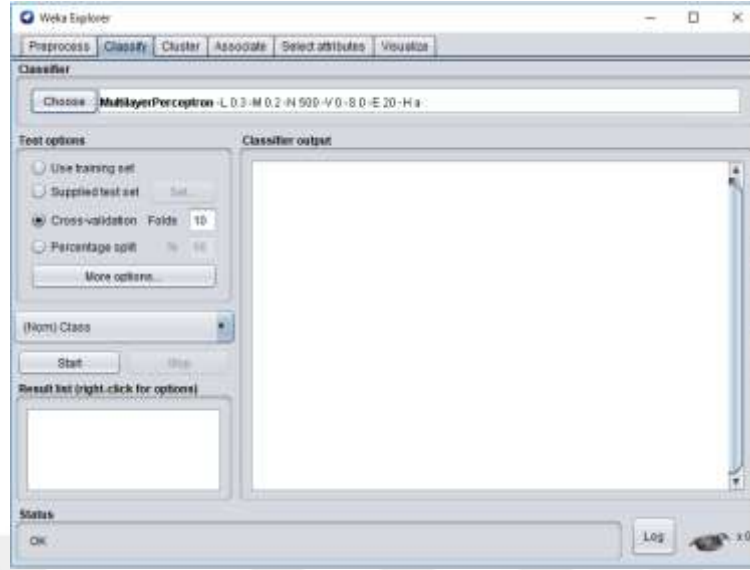 Weka Explorer
Preprocess Classify Cluster Associate Select attributes Visualize
Classifier
Choose MultilayerPerceptron -L 0.3 -M 0.2 -N 500 -V 0 -S 0 -E 20 -H a
Test options
Use training set
Supplied test set Set...
Cross-validation Folds 10
Percentage split %
More options...
(Nom) Class
Start Stop
Result list (right-click for options)
Classifier output
Status
OK
Log x 0